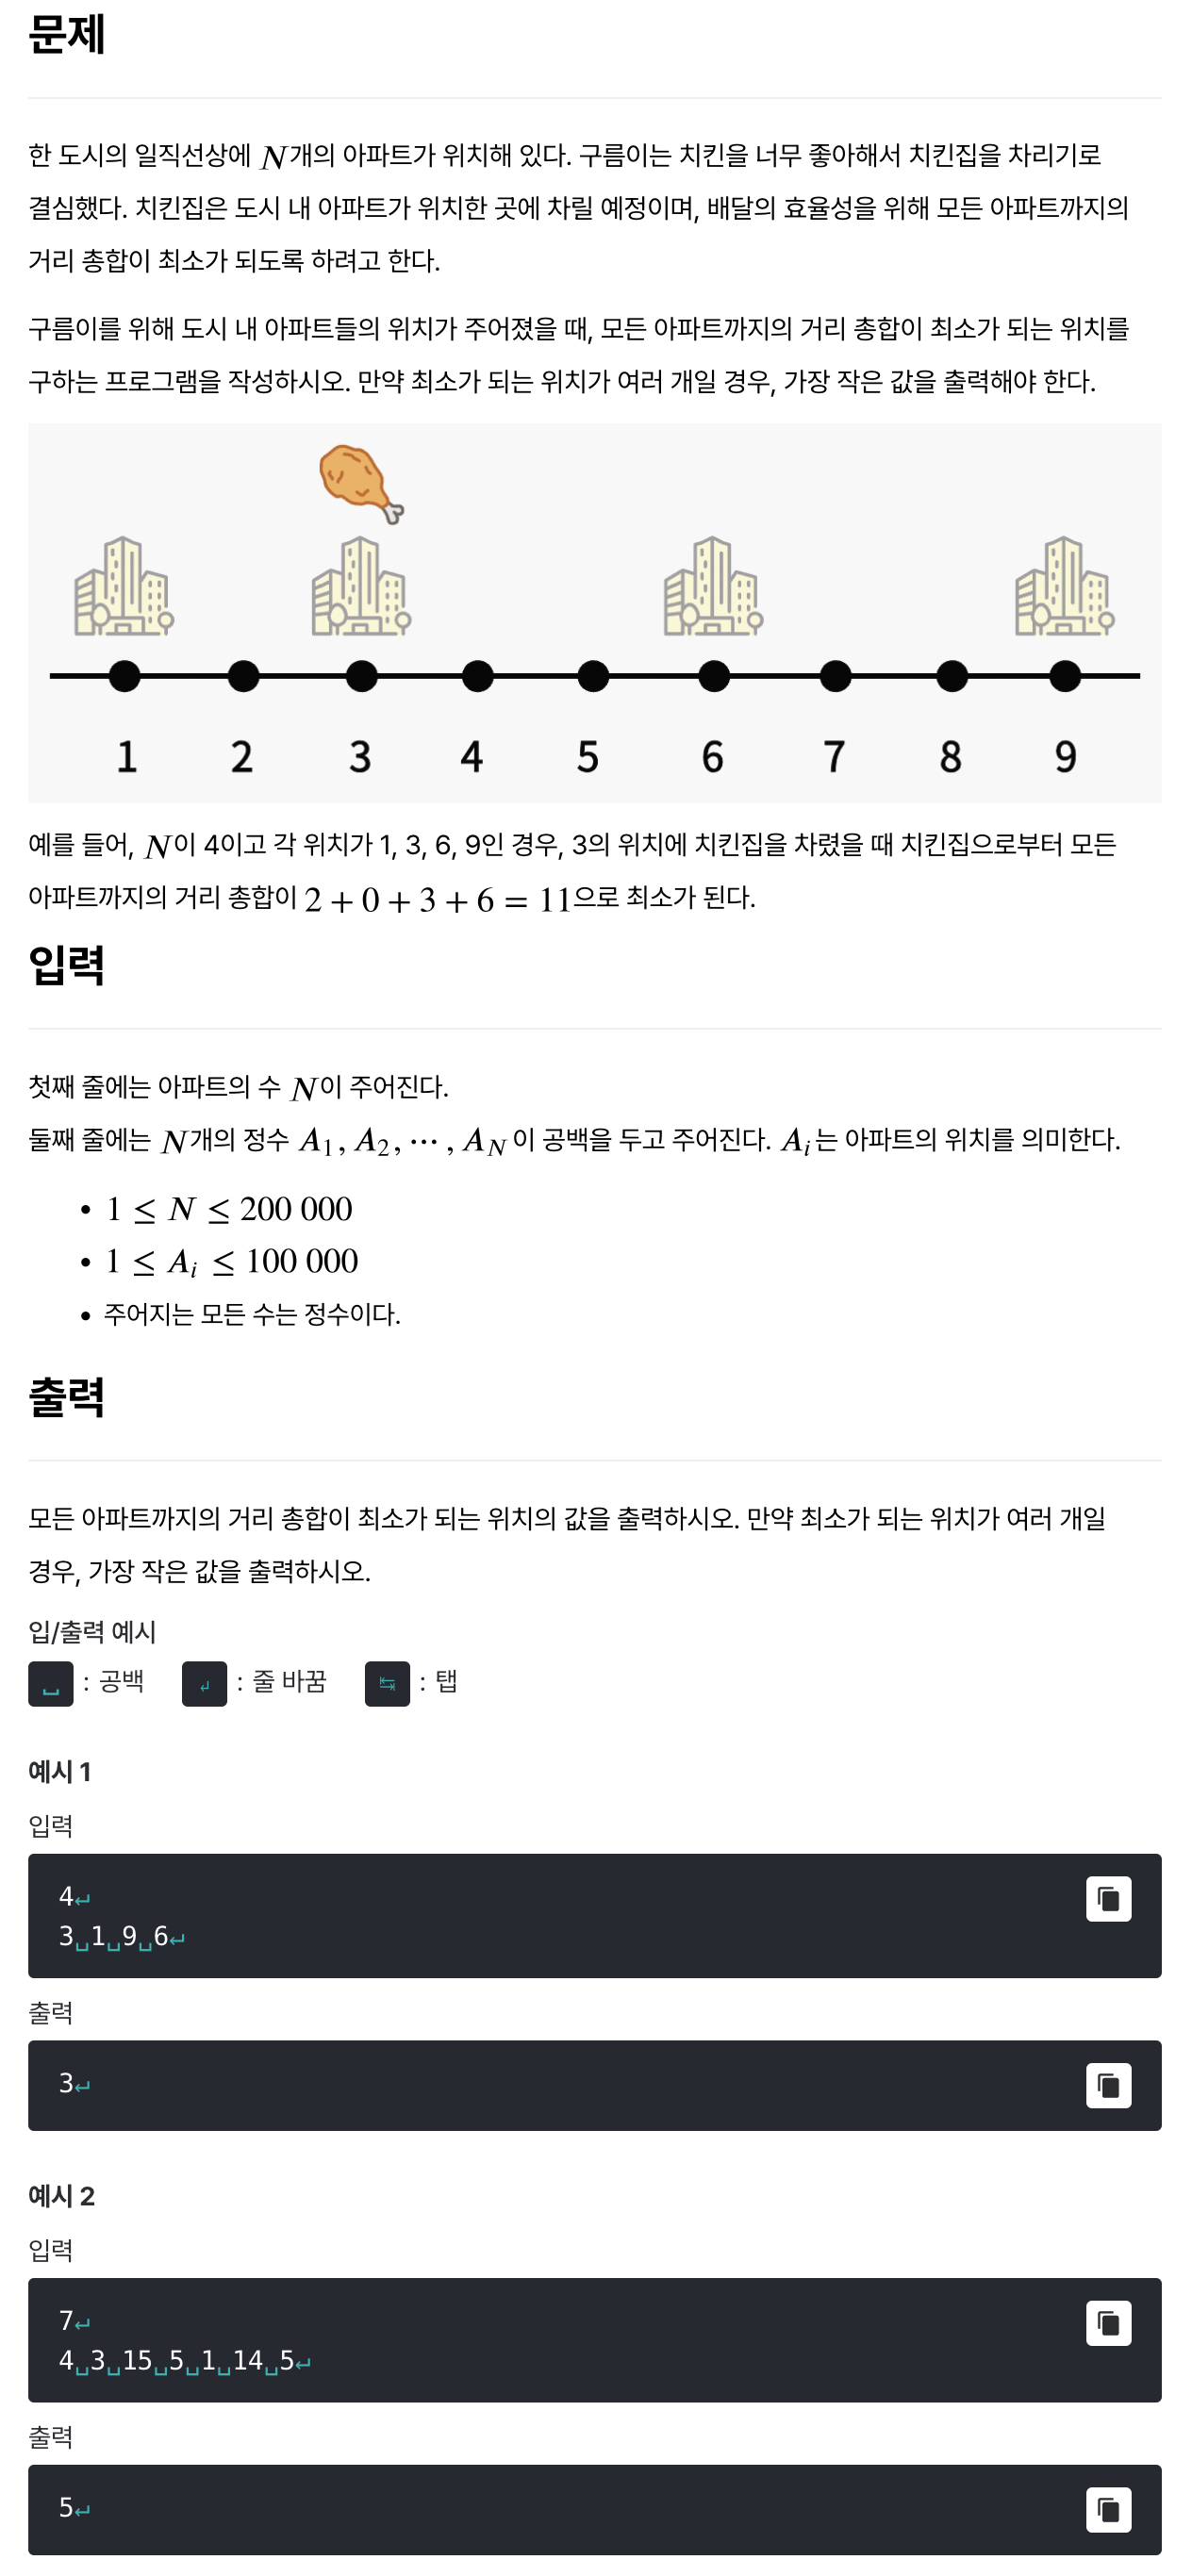 문제
한 도시의 일직선상에 N개의 아파트가 위치해 있다. 구름이는 치킨을 너무 좋아해서 치킨집을 차리기로
결심했다. 치킨집은 도시 내 아파트가 위치한 곳에 차릴 예정이며, 배달의 효율성을 위해 모든 아파트까지의
거리 총합이 최소가 되도록 하려고 한다.
구름이를 위해 도시 내 아파트들의 위치가 주어졌을 때, 모든 아파트까지의 거리 총합이 최소가 되는 위치를
구하는 프로그램을 작성하시오. 만약 최소가 되는 위치가 여러 개일 경우, 가장 작은 값을 출력해야 한다.
1 2 3 4 5 6 7 8 9
예를 들어, N이 4이고 각 위치가 1, 3, 6, 9인 경우, 3의 위치에 치킨집을 차렸을 때 치킨집으로부터 모든
아파트까지의 거리 총합이 2 + 0 + 3 + 6 = 11으로 최소가 된다.
입력
첫째 줄에는 아파트의 수 N이 주어진다.
둘째 줄에는 N개의 정수 A₁, A₂, ⋯, A_N이 공백을 두고 주어진다. A_i는 아파트의 위치를 의미한다.
• 1 ≤ N ≤ 200 000
• 1 ≤ A_i ≤ 100 000
• 주어지는 모든 수는 정수이다.
출력
모든 아파트까지의 거리 총합이 최소가 되는 위치의 값을 출력하시오. 만약 최소가 되는 위치가 여러 개일
경우, 가장 작은 값을 출력하시오.
입/출력 예시
␣ : 공백 ↵ : 줄 바꿈 ↹ : 탭
예시 1
입력
4↵
3␣1␣9␣6↵
출력
3↵
예시 2
입력
7↵
4␣3␣15␣5␣1␣14␣5↵
출력
5↵